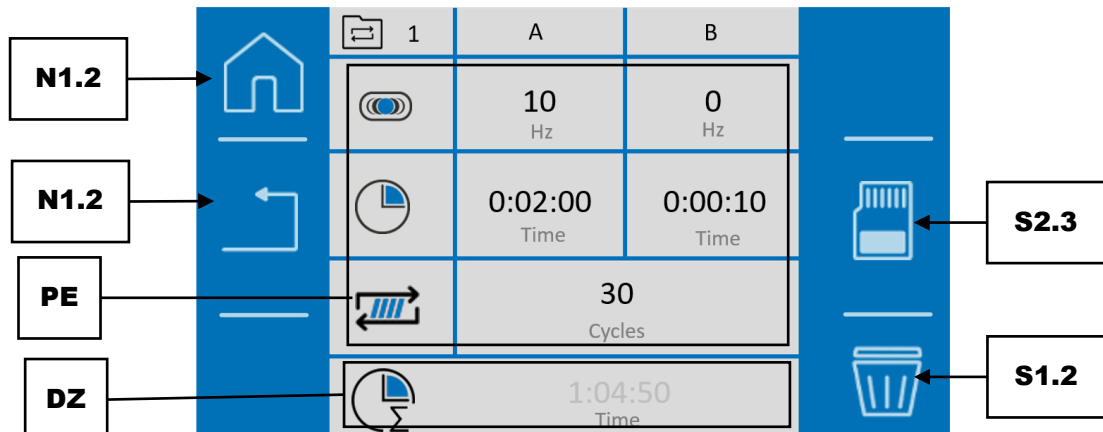 1 A B
N1.2
10 0
Hz Hz
N1.2
0:02:00 0:00:10
Time Time
S2.3
PE
30
Cycles
DZ
1:04:50
Time
S1.2